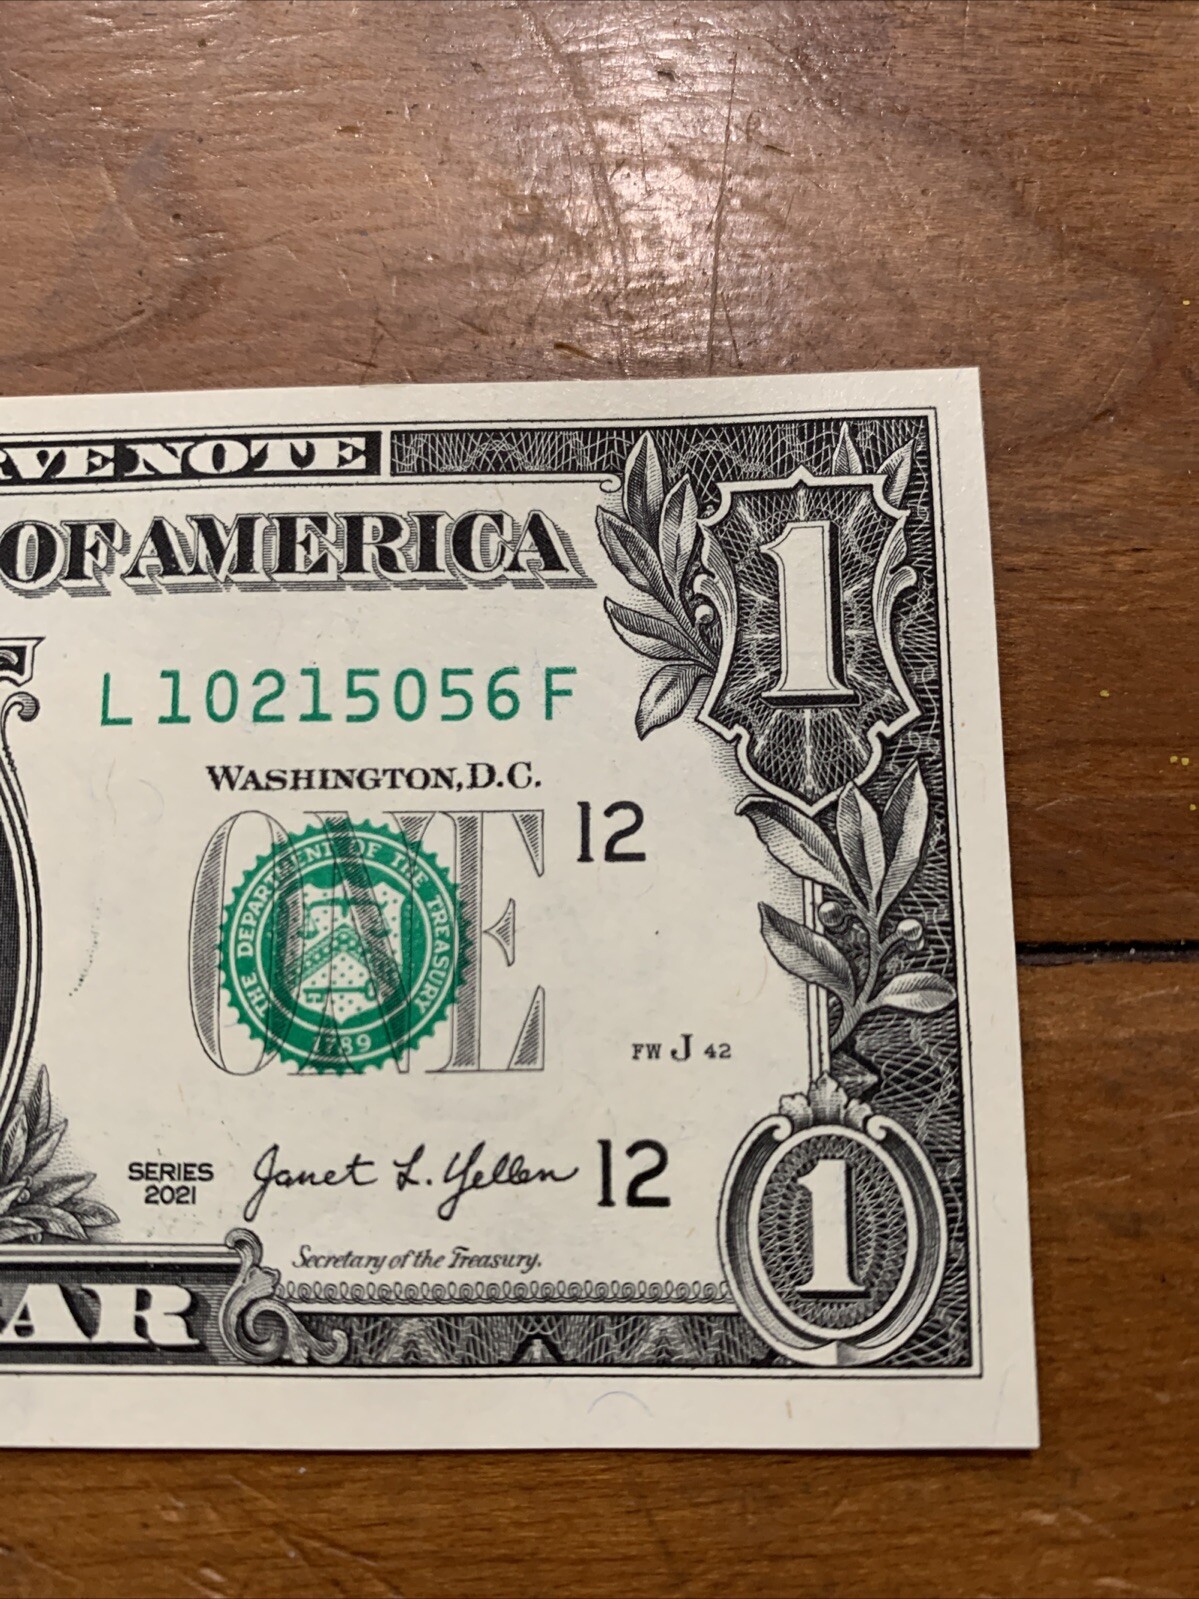 RVE NOTE
OF AMERICA
1
L 10215056 F
WASHINGTON, D.C.
ONE
12
THE DEPARTMENT OF THE TREASURY
1789
FW J 42
SERIES
2021
Janet L. Yellen
12
Secretary of the Treasury.
1
AR